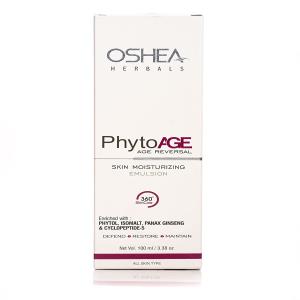 OSHEA
HERBALS
PhytoAGE
AGE REVERSAL
SKIN MOISTURIZING
EMULSION
360°
Enriched with :
PHYTOL, ISOMALT, PANAX GINSENG
& CYCLOPEPTIDE-5
DEFEND • RESTORE • MAINTAIN
Net Vol. 100 ml / 3.38 oz
ALL SKIN TYPE